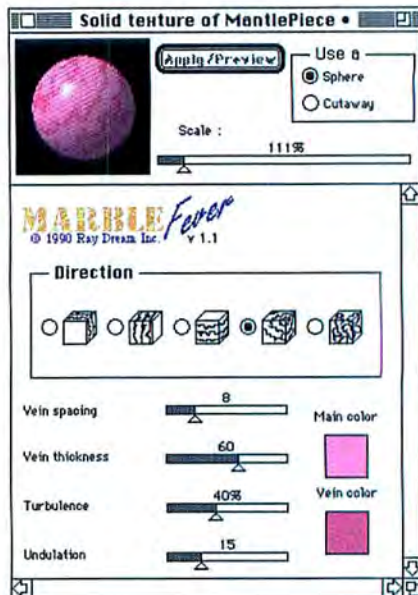 Solid texture of MantlePiece •
Apply/Preview
Use a
Sphere
Cutaway
Scale :
111%
MARBLE Fever
© 1990 Ray Dream Inc. v 1.1
Direction
Vein spacing
8
Vein thickness
60
Turbulence
40%
Undulation
15
Main color
Vein color